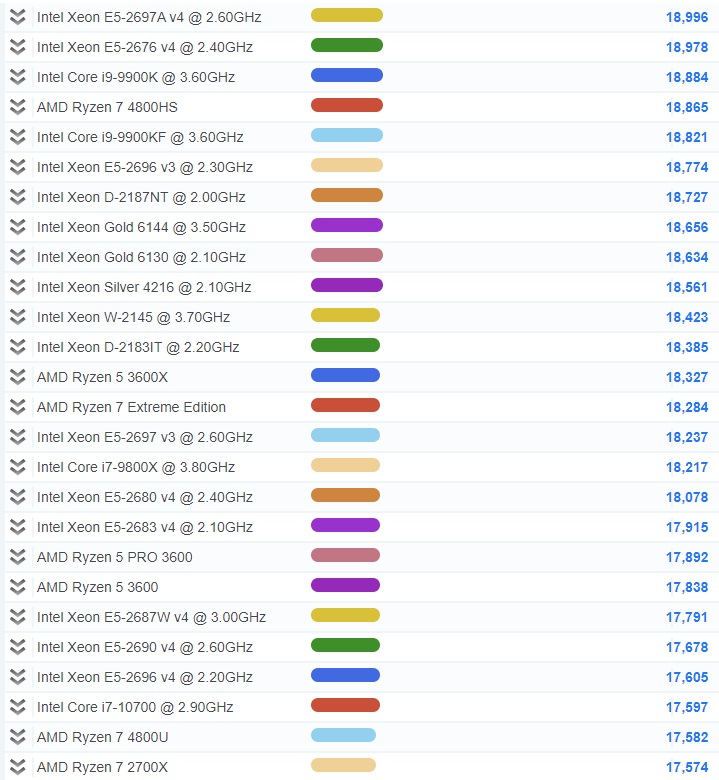 Intel Xeon E5-2697A v4 @ 2.60GHz 18,996
Intel Xeon E5-2676 v4 @ 2.40GHz 18,978
Intel Core i9-9900K @ 3.60GHz 18,884
AMD Ryzen 7 4800HS 18,865
Intel Core i9-9900KF @ 3.60GHz 18,821
Intel Xeon E5-2696 v3 @ 2.30GHz 18,774
Intel Xeon D-2187NT @ 2.00GHz 18,727
Intel Xeon Gold 6144 @ 3.50GHz 18,656
Intel Xeon Gold 6130 @ 2.10GHz 18,634
Intel Xeon Silver 4216 @ 2.10GHz 18,561
Intel Xeon W-2145 @ 3.70GHz 18,423
Intel Xeon D-2183IT @ 2.20GHz 18,385
AMD Ryzen 5 3600X 18,327
AMD Ryzen 7 Extreme Edition 18,284
Intel Xeon E5-2697 v3 @ 2.60GHz 18,237
Intel Core i7-9800X @ 3.80GHz 18,217
Intel Xeon E5-2680 v4 @ 2.40GHz 18,078
Intel Xeon E5-2683 v4 @ 2.10GHz 17,915
AMD Ryzen 5 PRO 3600 17,892
AMD Ryzen 5 3600 17,838
Intel Xeon E5-2687W v4 @ 3.00GHz 17,791
Intel Xeon E5-2690 v4 @ 2.60GHz 17,678
Intel Xeon E5-2696 v4 @ 2.20GHz 17,605
Intel Core i7-10700 @ 2.90GHz 17,597
AMD Ryzen 7 4800U 17,582
AMD Ryzen 7 2700X 17,574